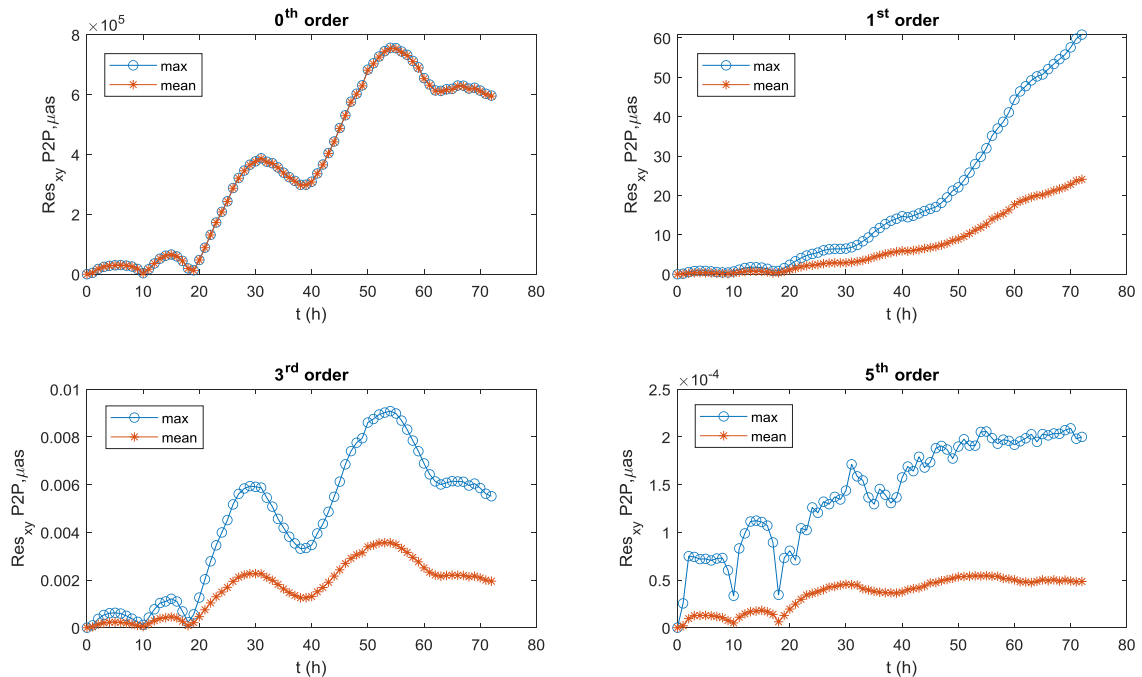 0th order
×10^5
8
6
4
2
0
Res_xy P2P,μas
max
mean
0 10 20 30 40 50 60 70 80
t (h)
1st order
60
50
40
30
20
10
0
Res_xy P2P,μas
max
mean
0 10 20 30 40 50 60 70 80
t (h)
3rd order
0.01
0.008
0.006
0.004
0.002
0
Res_xy P2P,μas
max
mean
0 10 20 30 40 50 60 70 80
t (h)
5th order
×10^-4
2.5
2
1.5
1
0.5
0
Res_xy P2P,μas
max
mean
0 10 20 30 40 50 60 70 80
t (h)